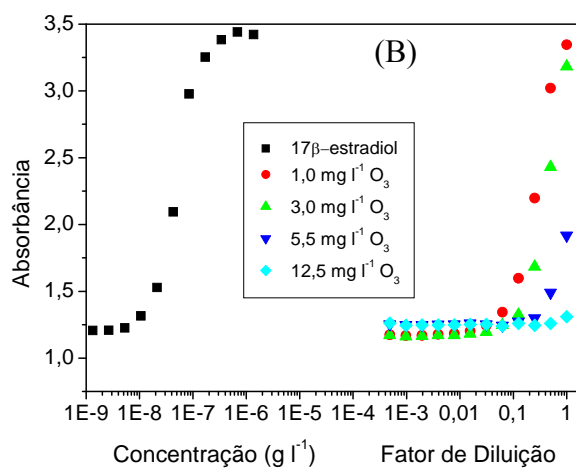 3,5
3,0
2,5
2,0
1,5
1,0
Absorbância
(B)
17β−estradiol
1,0 mg l⁻¹ O₃
3,0 mg l⁻¹ O₃
5,5 mg l⁻¹ O₃
12,5 mg l⁻¹ O₃
1E-9 1E-8 1E-7 1E-6 1E-5 1E-4 1E-3 0,01 0,1 1
Concentração (g l⁻¹) Fator de Diluição